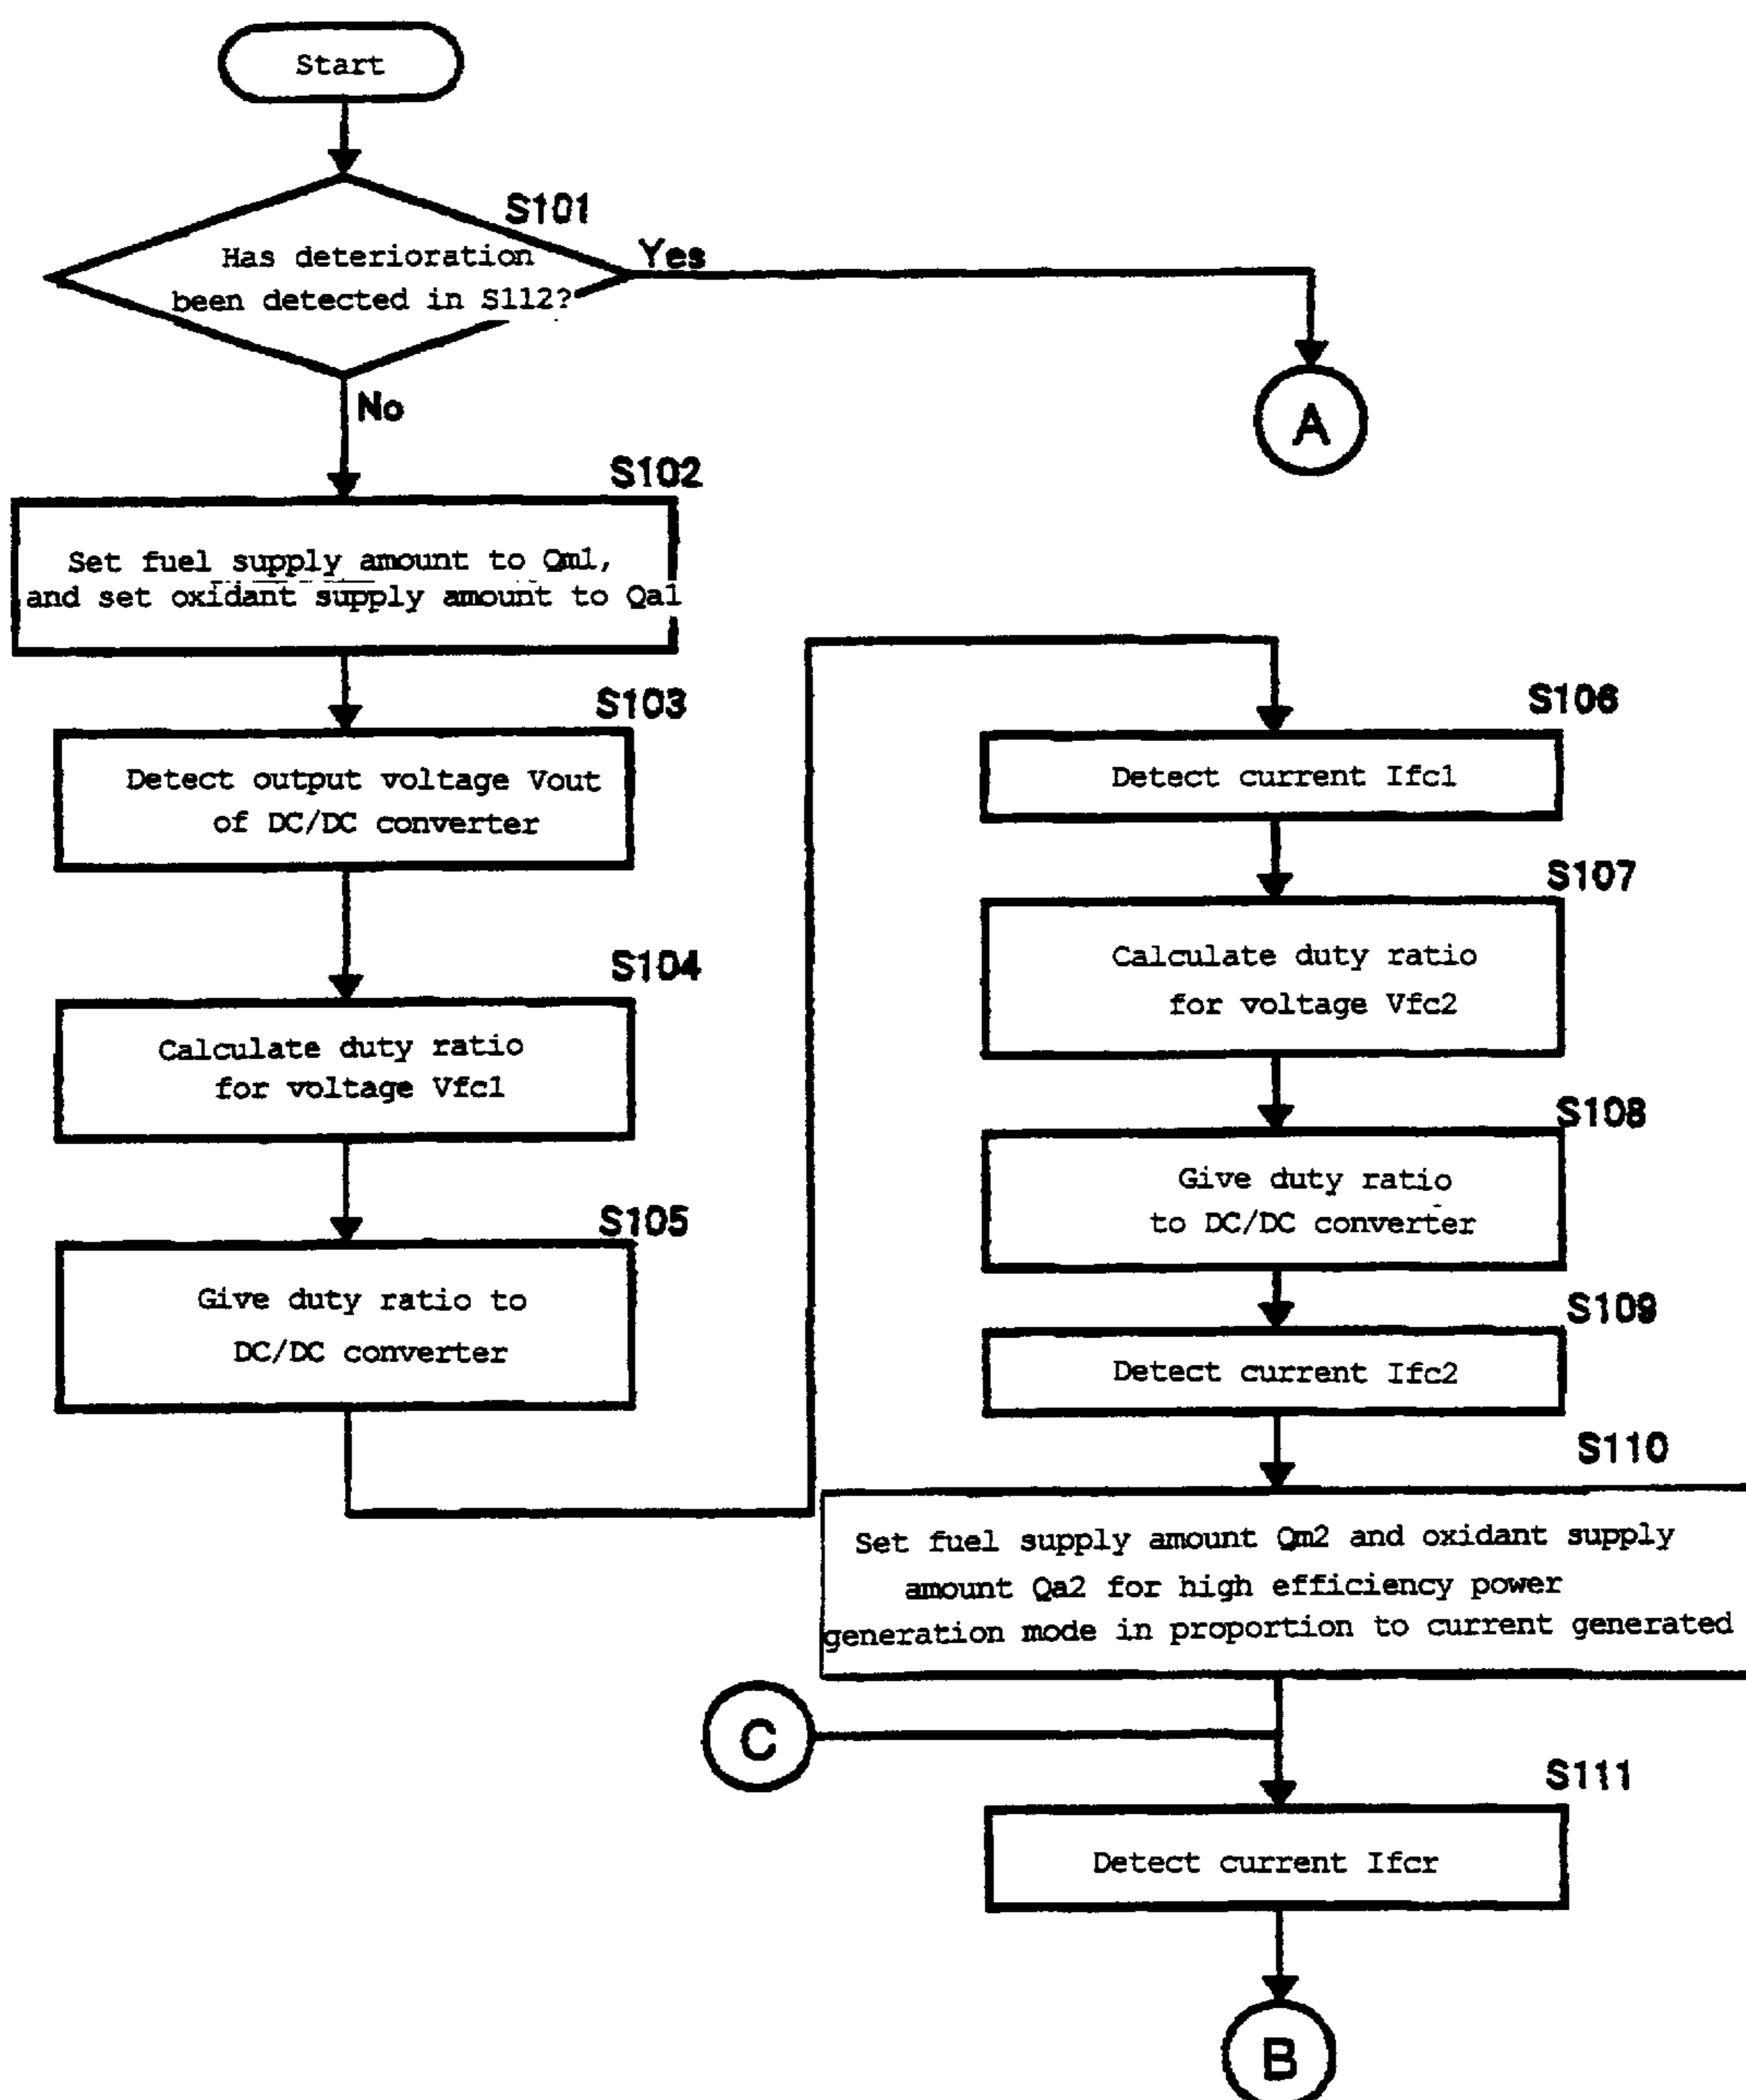 Start
S101
Has deterioration
been detected in S112?
Yes
A
No
S102
Set fuel supply amount to Qm1,
and set oxidant supply amount to Qa1
S103
Detect output voltage Vout
of DC/DC converter
S104
Calculate duty ratio
for voltage Vfc1
S105
Give duty ratio to
DC/DC converter
S106
Detect current Ifc1
S107
Calculate duty ratio
for voltage Vfc2
S108
Give duty ratio
to DC/DC converter
S109
Detect current Ifc2
S110
Set fuel supply amount Qm2 and oxidant supply
amount Qa2 for high efficiency power
generation mode in proportion to current generated
C
S111
Detect current Ifcr
B